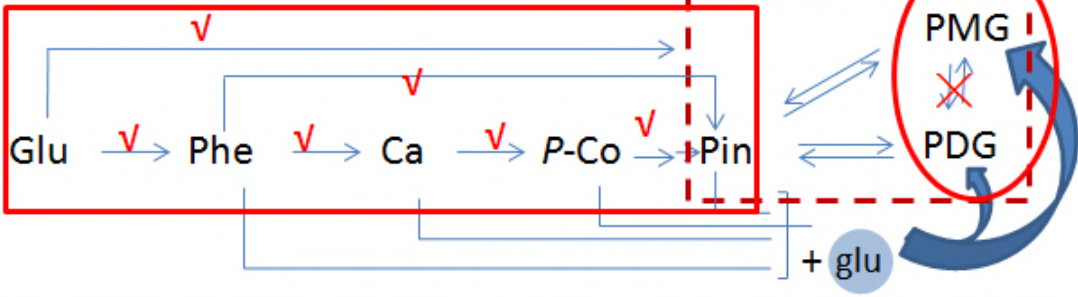 √
PMG
√
Glu √ Phe √ Ca √ P-Co √ Pin PDG
+ glu